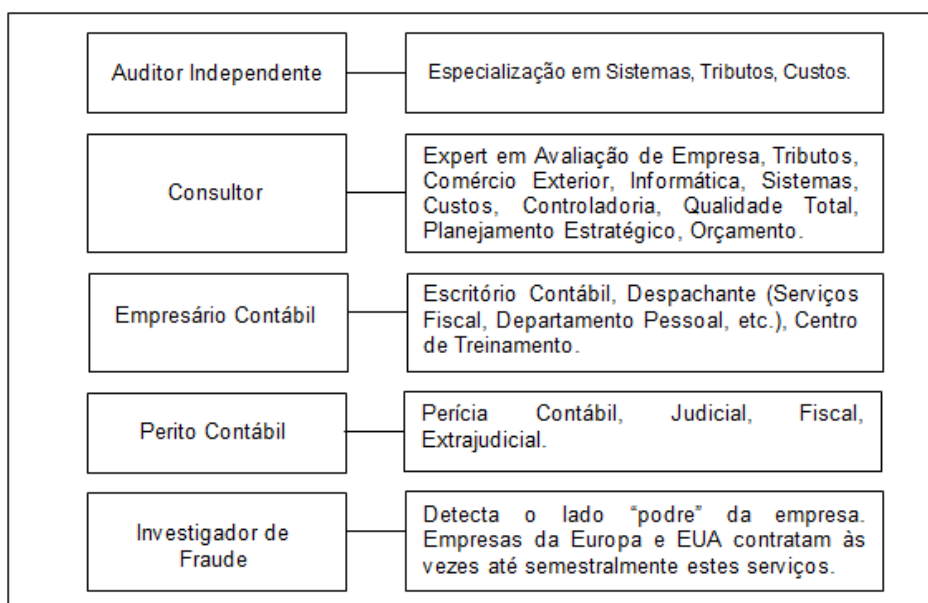 Auditor Independente
Especialização em Sistemas, Tributos, Custos.
Consultor
Expert em Avaliação de Empresa, Tributos,
Comércio Exterior, Informática, Sistemas,
Custos, Controladoria, Qualidade Total,
Planejamento Estratégico, Orçamento.
Empresário Contábil
Escritório Contábil, Despachante (Serviços
Fiscal, Departamento Pessoal, etc.), Centro
de Treinamento.
Perito Contábil
Perícia Contábil, Judicial, Fiscal,
Extrajudicial.
Investigador de
Fraude
Detecta o lado “podre” da empresa.
Empresas da Europa e EUA contratam às
vezes até semestralmente estes serviços.